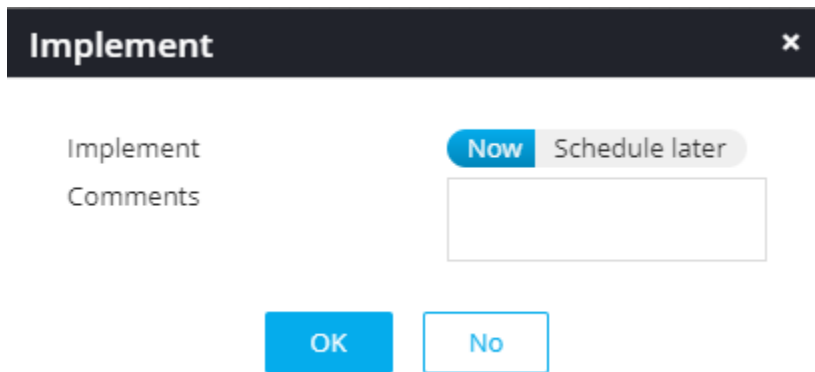 Implement ×
Implement Now Schedule later
Comments
OK No